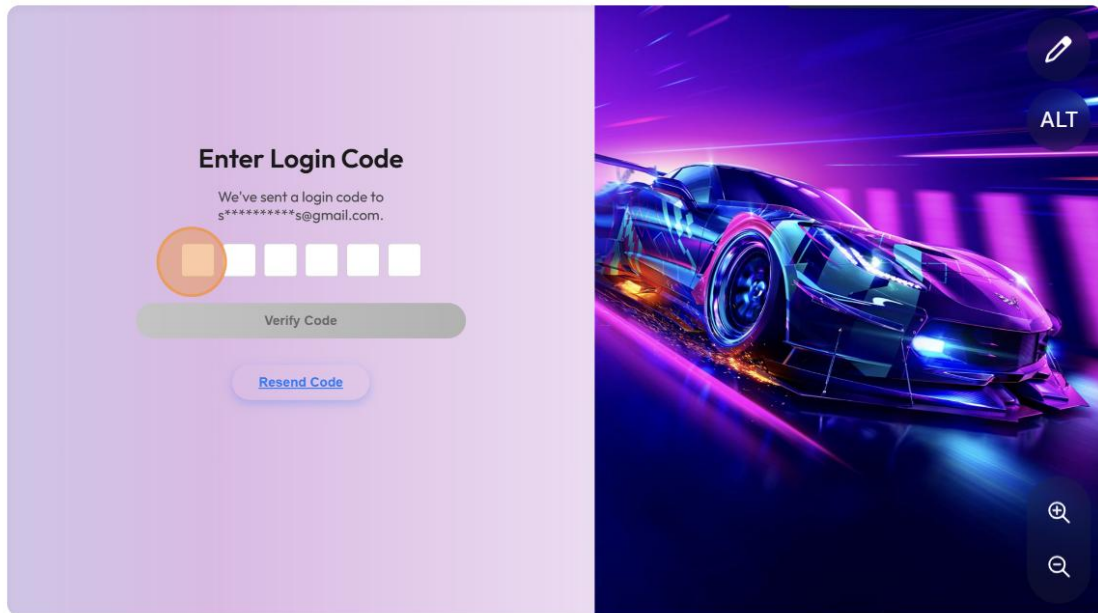 Enter Login Code
We've sent a login code to
s**********s@gmail.com.
Verify Code
Resend Code
ALT